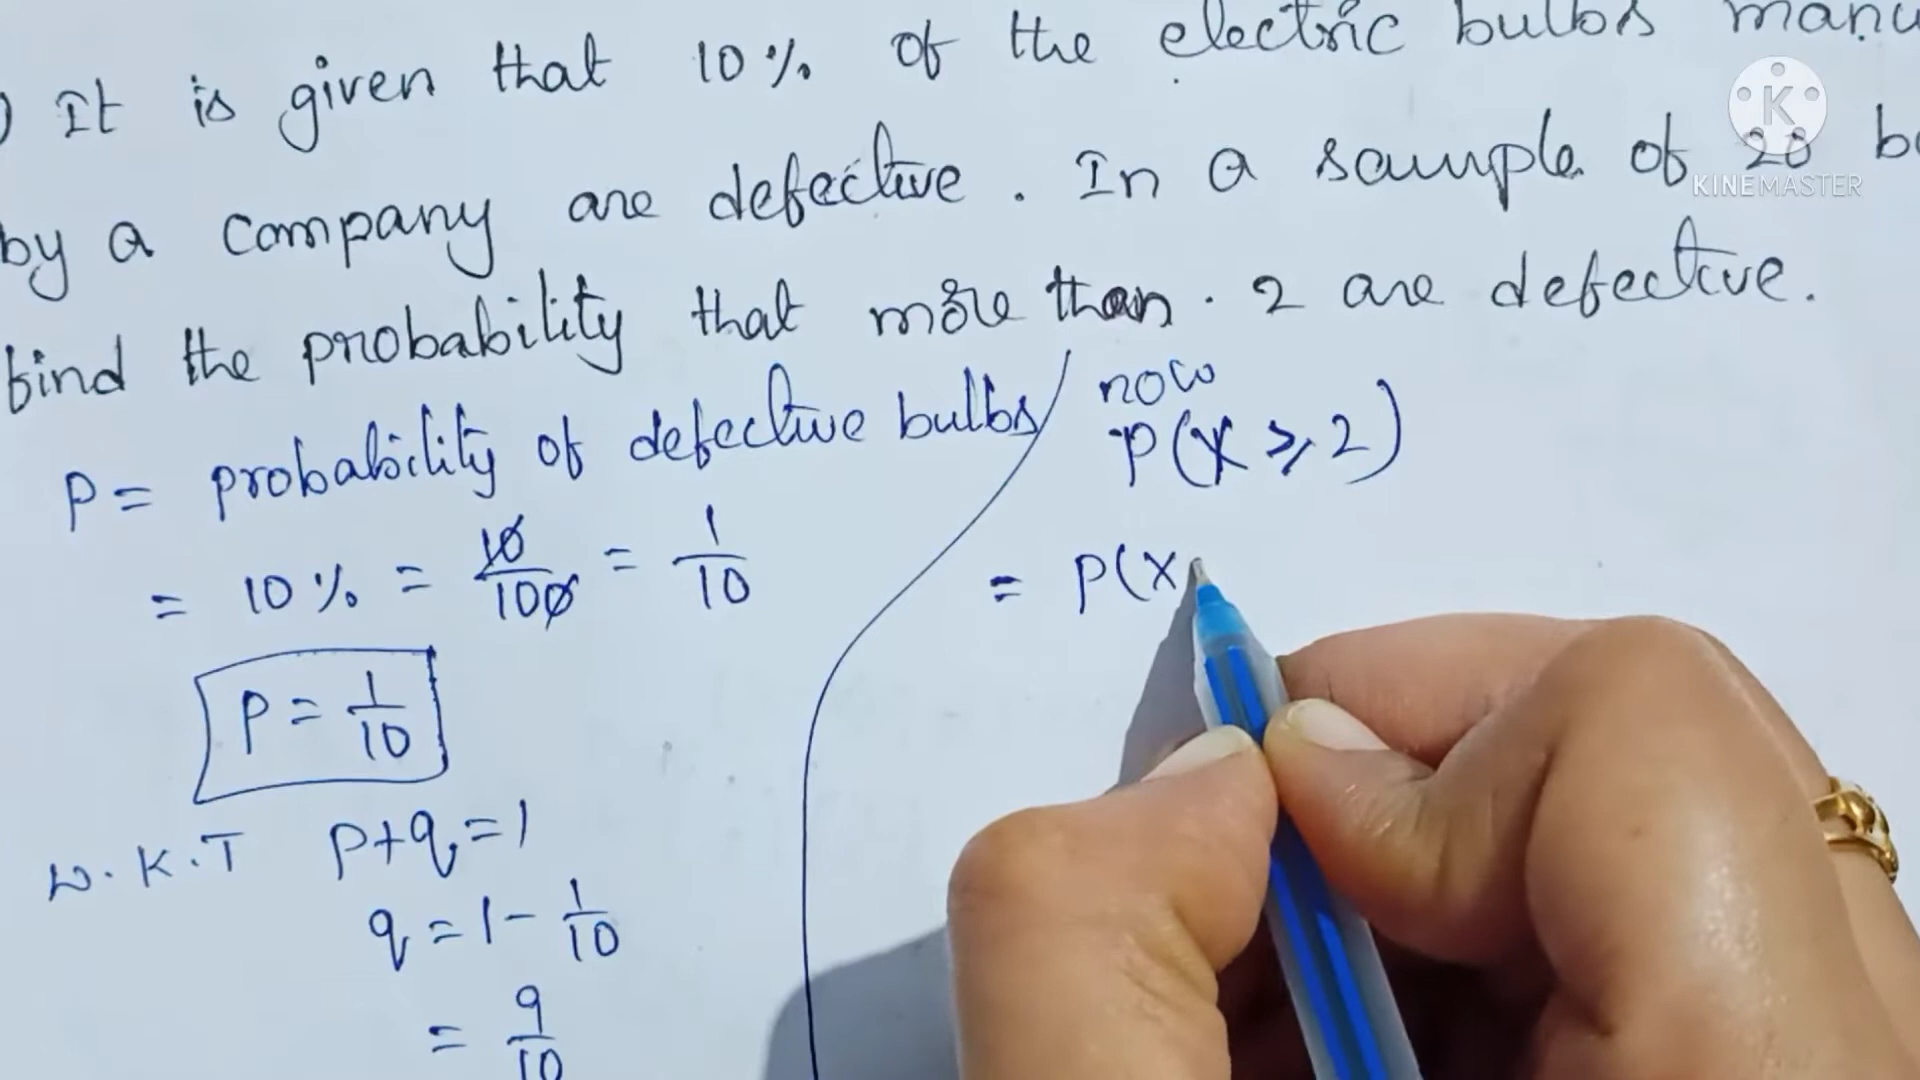 ) It is given that 10% of the electric bulbs manu
by a company are defective. In a sample of 20 b
find the probability that more than . 2 are defective.
P = probability of defective bulbs
= 10% = 10/100 = 1/10
P = 1/10
W.K.T P+q=1
q = 1 - 1/10
= 9/10
now
P(X ≥ 2)
= P(X
KINEMASTER